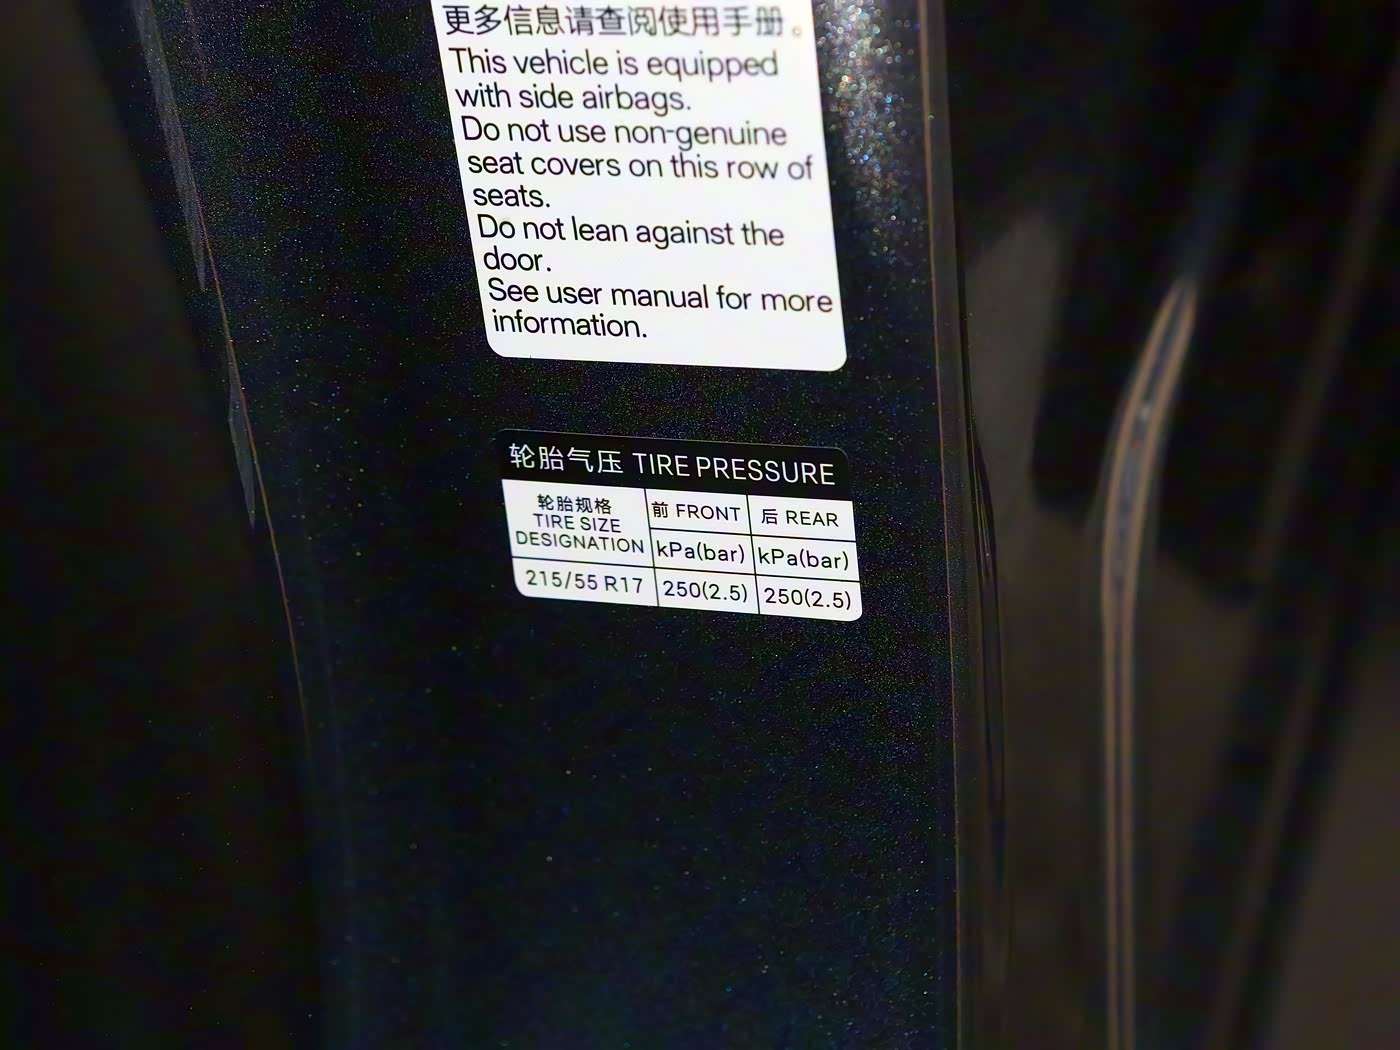 更多信息请查阅使用手册。
This vehicle is equipped
with side airbags.
Do not use non-genuine
seat covers on this row of
seats.
Do not lean against the
door.
See user manual for more
information.
轮胎气压 TIRE PRESSURE
轮胎规格
TIRE SIZE
DESIGNATION
前 FRONT
后 REAR
kPa(bar)
kPa(bar)
215/55 R17
250(2.5)
250(2.5)